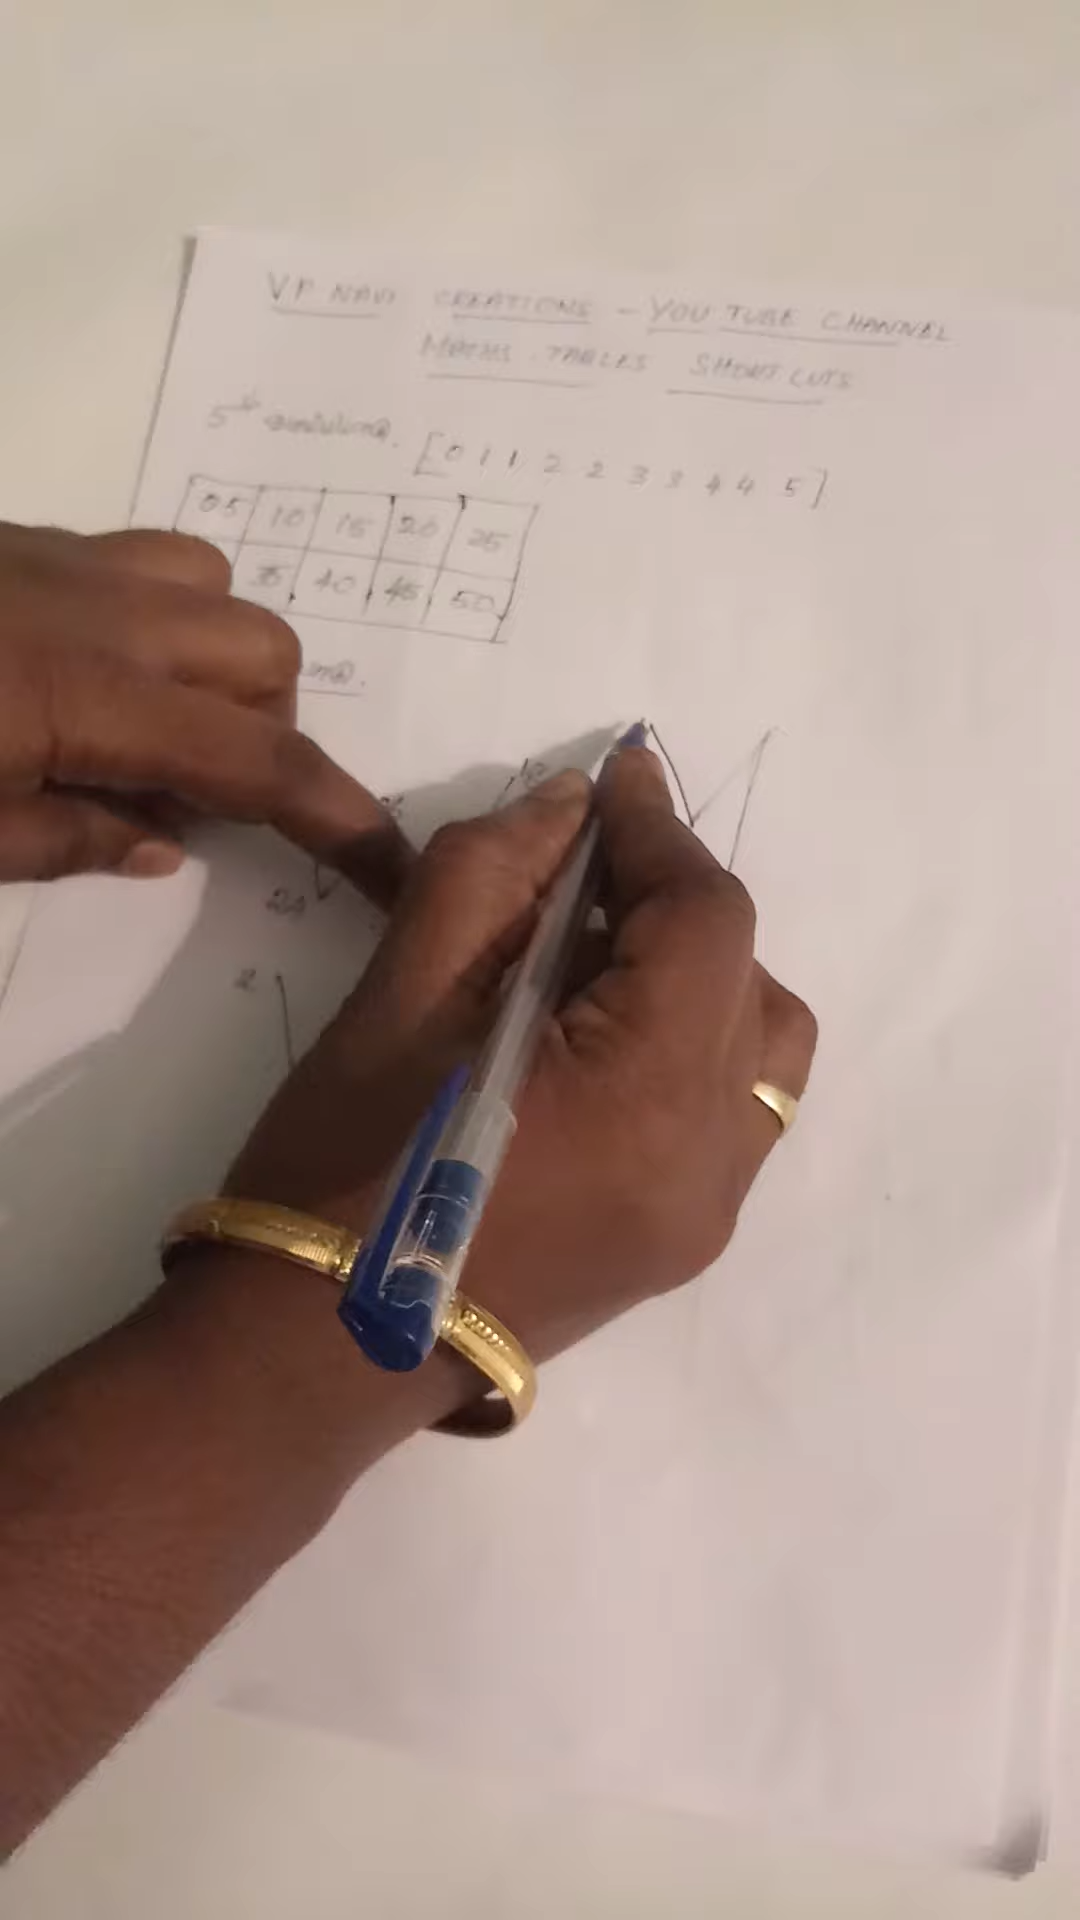 VP NAVI CREATIONS - YOU TUBE CHANNEL
MATHS TABLES SHORT CUTS
5 [0 1 1 2 2 3 3 4 4 5]
05 10 15 20 25
35 40 45 50
24
2